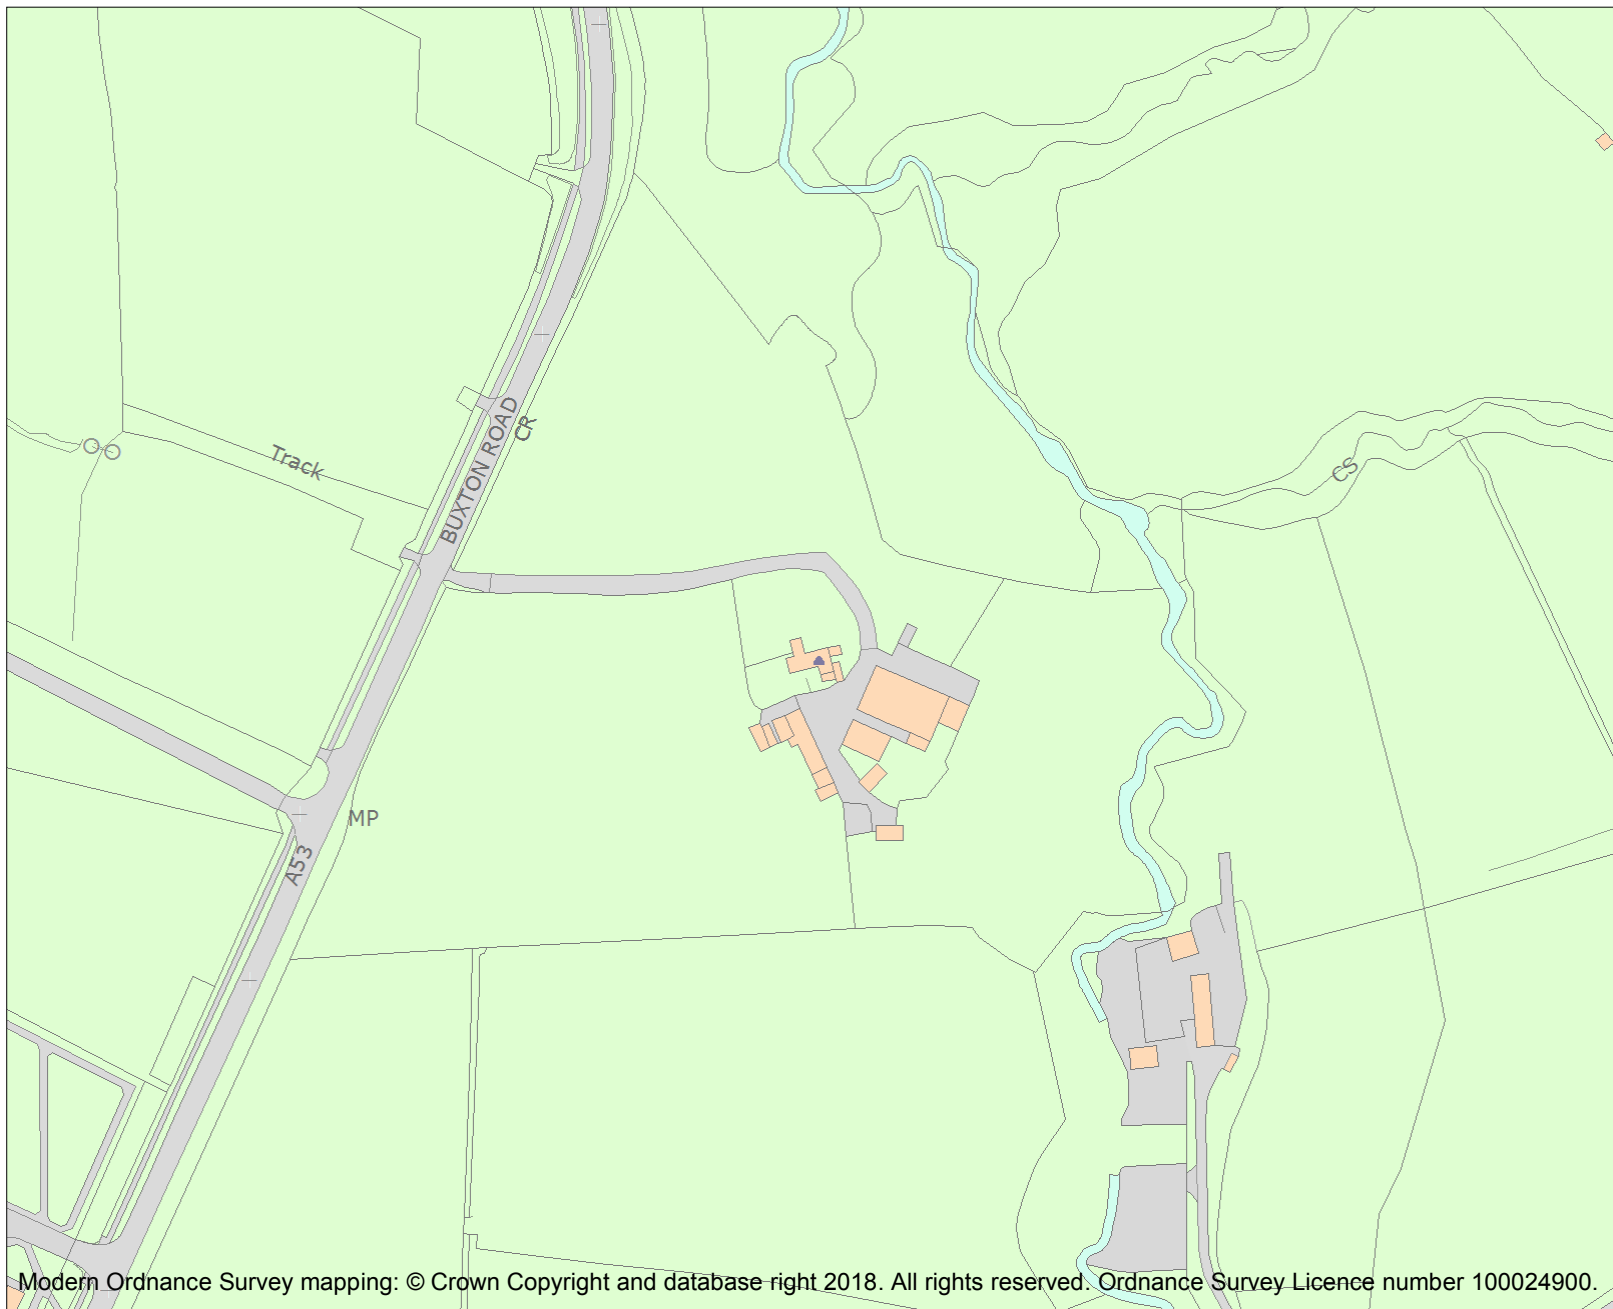 BUXTON ROAD
CR
Track
CS
MP
A53
Modern Ordnance Survey mapping: © Crown Copyright and database right 2018. All rights reserved. Ordnance Survey Licence number 100024900.